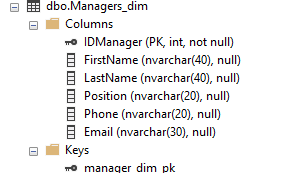 dbo.Managers_dim
Columns
IDManager (PK, int, not null)
FirstName (nvarchar(40), null)
LastName (nvarchar(40), null)
Position (nvarchar(20), null)
Phone (nvarchar(20), null)
Email (nvarchar(30), null)
Keys
manager_dim_pk